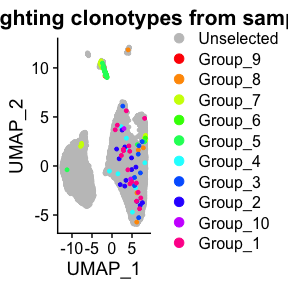 ghting clonotypes from samp
Unselected
Group_9
Group_8
Group_7
Group_6
Group_5
Group_4
Group_3
Group_2
Group_10
Group_1
UMAP_2
10
5
0
-5
-10 -5 0 5
UMAP_1